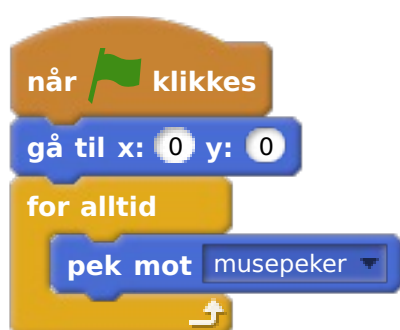 når klikkes
gå til x: 0 y: 0
for alltid
pek mot musepeker